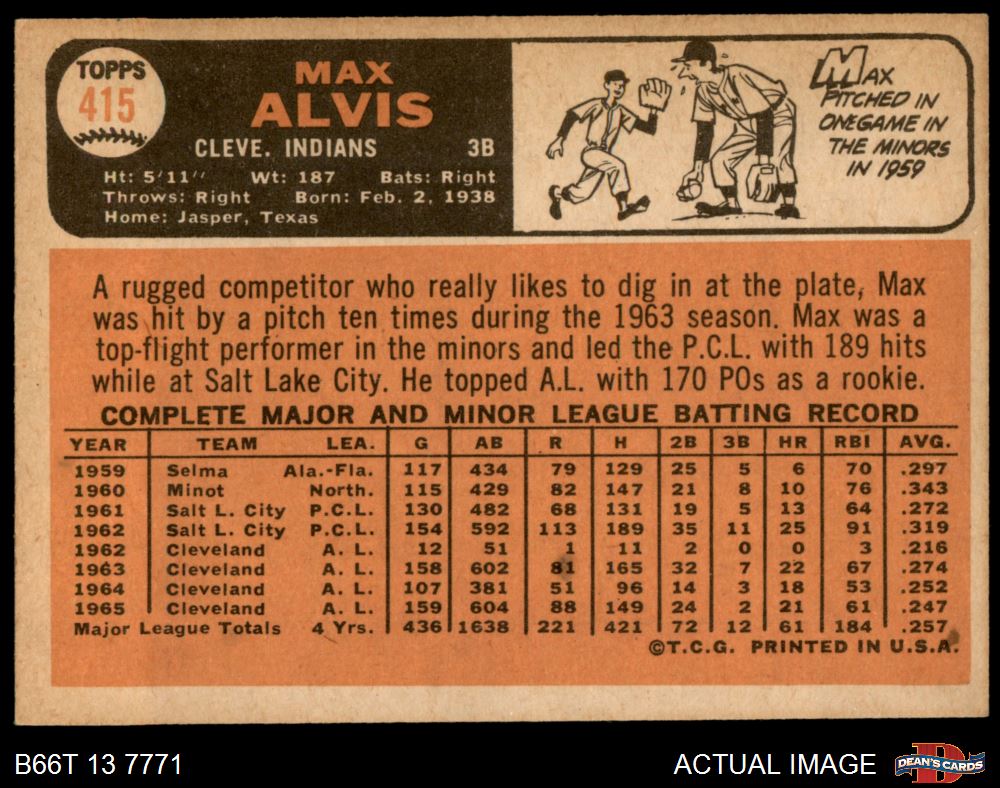 TOPPS
415
MAX
ALVIS
CLEVE. INDIANS 3B
Ht: 5'11" Wt: 187 Bats: Right
Throws: Right Born: Feb. 2, 1938
Home: Jasper, Texas
MAX
PITCHED IN
ONE GAME IN
THE MINORS
IN 1959
A rugged competitor who really likes to dig in at the plate, Max
was hit by a pitch ten times during the 1963 season. Max was a
top-flight performer in the minors and led the P.C.L. with 189 hits
while at Salt Lake City. He topped A.L. with 170 POs as a rookie.
COMPLETE MAJOR AND MINOR LEAGUE BATTING RECORD
YEAR TEAM LEA. G AB R H 2B 3B HR RBI AVG.
1959 Selma Ala.-Fla. 117 434 79 129 25 5 6 70 .297
1960 Minot North. 115 429 82 147 21 8 10 76 .343
1961 Salt L. City P.C.L. 130 482 68 131 19 5 13 64 .272
1962 Salt L. City P.C.L. 154 592 113 189 35 11 25 91 .319
1962 Cleveland A. L. 12 51 1 11 2 0 0 3 .216
1963 Cleveland A. L. 158 602 81 165 32 7 22 67 .274
1964 Cleveland A. L. 107 381 51 96 14 3 18 53 .252
1965 Cleveland A. L. 159 604 88 149 24 2 21 61 .247
Major League Totals 4 Yrs. 436 1638 221 421 72 12 61 184 .257
©T.C.G. PRINTED IN U.S.A.
B66T 13 7771 ACTUAL IMAGE DEAN'S CARDS